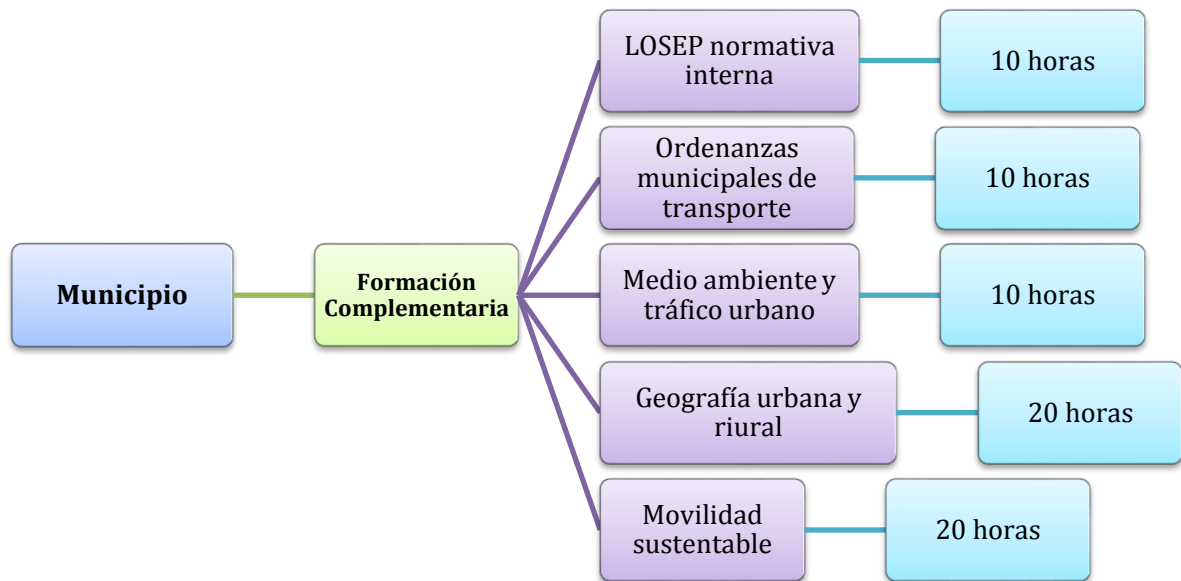 Municipio
Formación
Complementaria
LOSEP normativa
interna
10 horas
Ordenanzas
municipales de
transporte
10 horas
Medio ambiente y
tráfico urbano
10 horas
Geografía urbana y
riural
20 horas
Movilidad
sustentable
20 horas